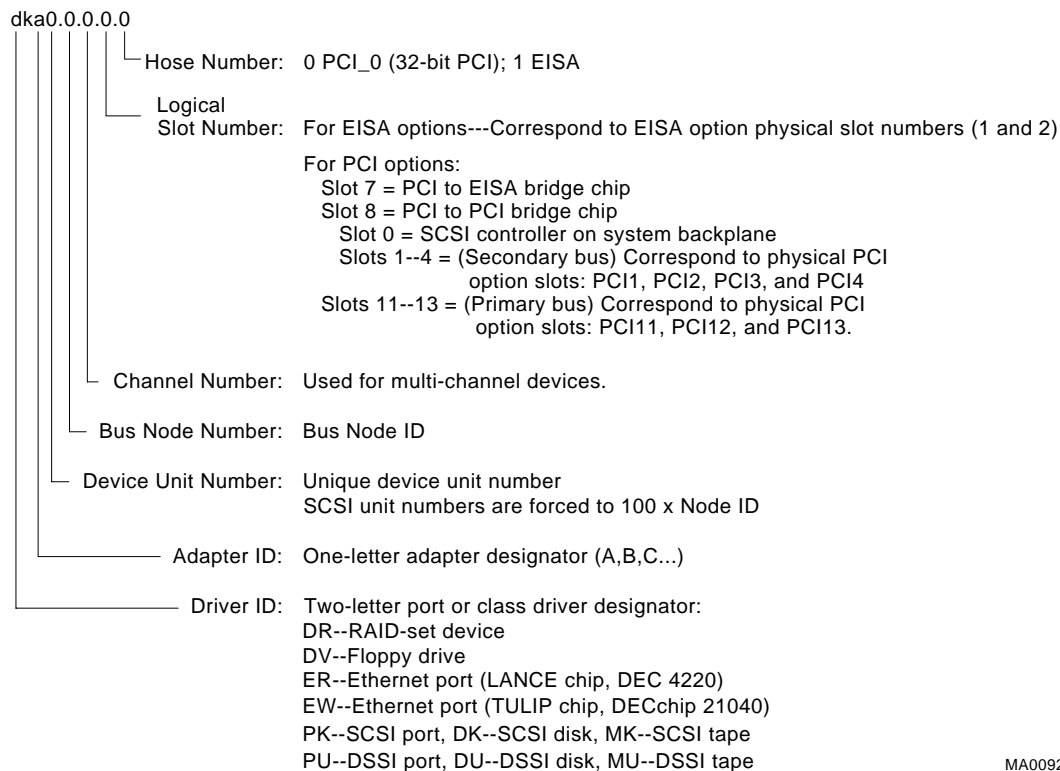 dka0.0.0.0.0
Hose Number: 0 PCI_0 (32-bit PCI); 1 EISA
Logical
Slot Number: For EISA options---Correspond to EISA option physical slot numbers (1 and 2)
For PCI options:
Slot 7 = PCI to EISA bridge chip
Slot 8 = PCI to PCI bridge chip
Slot 0 = SCSI controller on system backplane
Slots 1--4 = (Secondary bus) Correspond to physical PCI
option slots: PCI1, PCI2, PCI3, and PCI4
Slots 11--13 = (Primary bus) Correspond to physical PCI
option slots: PCI11, PCI12, and PCI13.
Channel Number: Used for multi-channel devices.
Bus Node Number: Bus Node ID
Device Unit Number: Unique device unit number
SCSI unit numbers are forced to 100 x Node ID
Adapter ID: One-letter adapter designator (A,B,C...)
Driver ID: Two-letter port or class driver designator:
DR--RAID-set device
DV--Floppy drive
ER--Ethernet port (LANCE chip, DEC 4220)
EW--Ethernet port (TULIP chip, DECchip 21040)
PK--SCSI port, DK--SCSI disk, MK--SCSI tape
PU--DSSI port, DU--DSSI disk, MU--DSSI tape